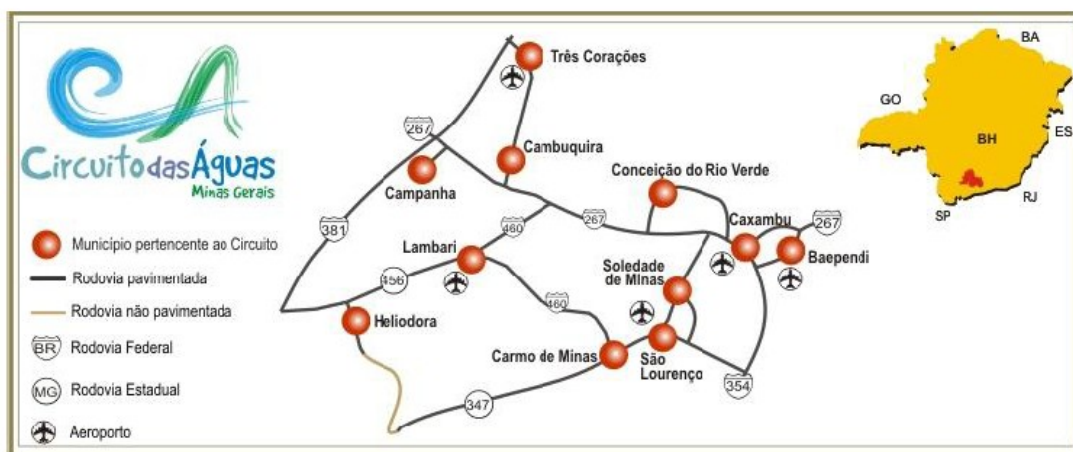 Circuito das Águas
Minas Gerais
Município pertencente ao Circuito
Rodovia pavimentada
Rodovia não pavimentada
BR
Rodovia Federal
MG
Rodovia Estadual
Aeroporto
Três Corações
267
Cambuquira
Campanha
Conceição do Rio Verde
381
460
267
Caxambu
267
Lambari
Baependi
456
Soledade
de Minas
460
Heliodora
Carmo de Minas
São
Lourenço
354
347
BA
GO
ES
BH
RJ
SP